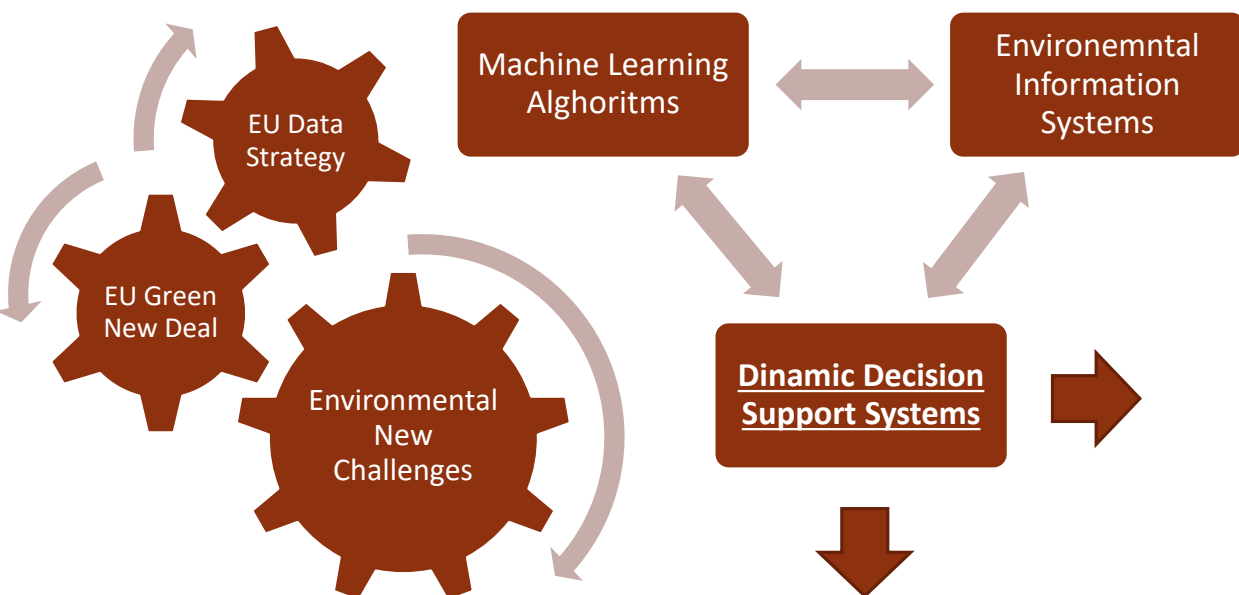 EU Data
Strategy
EU Green
New Deal
Environmental
New
Challenges
Machine Learning
Alghoritms
Environemntal
Information
Systems
Dinamic Decision
Support Systems